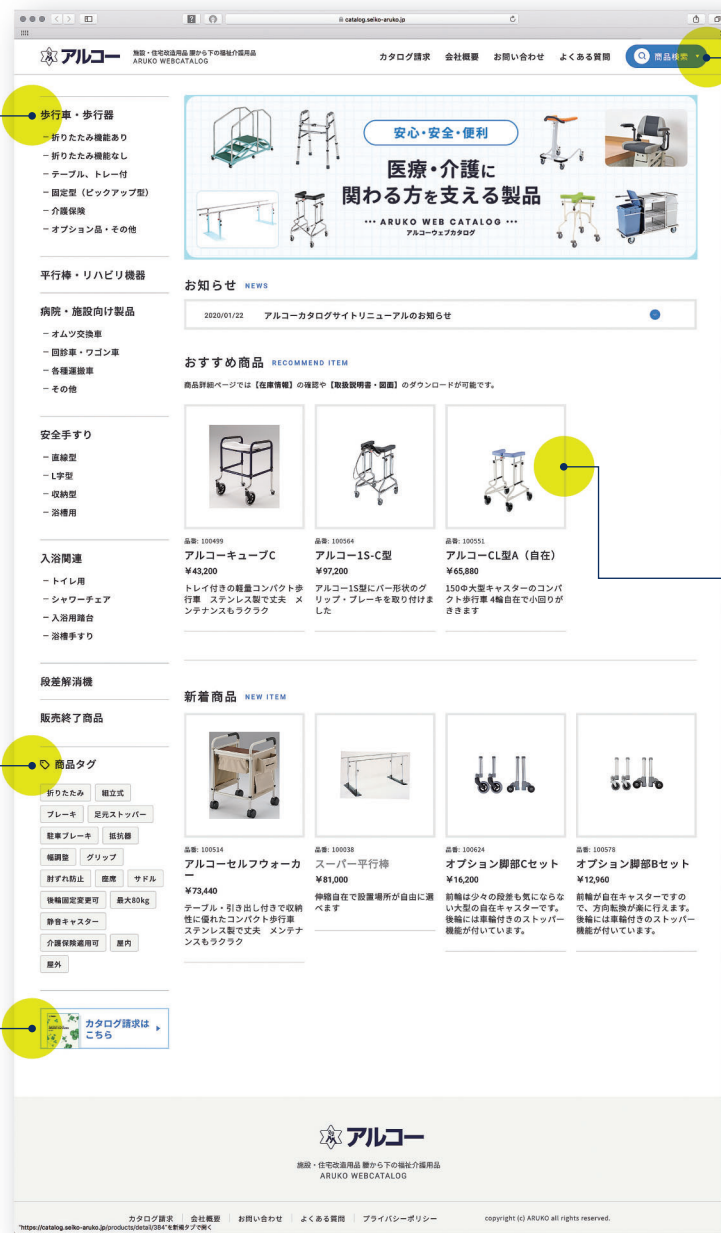 catalog.seiko-aruko.jp
アルコー
施設・住宅改造用品 腰から下の福祉介護用品
ARUKO WEBCATALOG
カタログ請求 会社概要 お問い合わせ よくある質問 商品検索
歩行車・歩行器
− 折りたたみ機能あり
− 折りたたみ機能なし
− テーブル、トレー付
− 固定型（ピックアップ型）
− 介護保険
− オプション品・その他
平行棒・リハビリ機器
病院・施設向け製品
− オムツ交換車
− 回診車・ワゴン車
− 各種運搬車
− その他
安全手すり
− 直線型
− L字型
− 収納型
− 浴槽用
入浴関連
− トイレ用
− シャワーチェア
− 入浴用踏台
− 浴槽手すり
段差解消機
販売終了商品
商品タグ
折りたたみ 組立式
ブレーキ 足元ストッパー
駐車ブレーキ 抵抗器
幅調整 グリップ
肘ずれ防止 座席 サドル
後輪固定変更可 最大80kg
静音キャスター
介護保険適用可 屋内
屋外
カタログ請求は
こちら
安心・安全・便利
医療・介護に
関わる方を支える製品
••• ARUKO WEB CATALOG •••
アルコーウェブカタログ
お知らせ NEWS
2020/01/22 アルコーカタログサイトリニューアルのお知らせ
おすすめ商品 RECOMMEND ITEM
商品詳細ページでは【在庫情報】の確認や【取扱説明書・図面】のダウンロードが可能です。
品番: 100499
アルコーキューブC
¥43,200
トレイ付きの軽量コンパクト歩
行車 ステンレス製で丈夫 メ
ンテナンスもラクラク
品番: 100564
アルコー1S-C型
¥97,200
アルコー1S型にバー形状のグ
リップ・ブレーキを取り付けま
した
品番: 100551
アルコーCL型A（自在）
¥65,880
150Φ大型キャスターのコンパ
クト歩行車 4輪自在で小回りが
ききます
新着商品 NEW ITEM
品番: 100514
アルコーセルフウォーカ
ー
¥73,440
テーブル・引き出し付きで収納
性に優れたコンパクト歩行車
ステンレス製で丈夫 メンテナ
ンスもラクラク
品番: 100038
スーパー平行棒
¥81,000
伸縮自在で設置場所が自由に選
べます
品番: 100624
オプション脚部Cセット
¥16,200
前輪は少々の段差も気にならな
い大型の自在キャスターです。
後輪には車輪付きのストッパー
機能が付いています。
品番: 100578
オプション脚部Bセット
¥12,960
前輪が自在キャスターですの
で、方向転換が楽に行えます。
後輪には車輪付きのストッパー
機能が付いています。
アルコー
施設・住宅改造用品 腰から下の福祉介護用品
ARUKO WEBCATALOG
カタログ請求 会社概要 お問い合わせ よくある質問 プライバシーポリシー copyright (c) ARUKO all rights reserved.
"https://catalog.seiko-aruko.jp/products/detail/384"を新規タブで開く